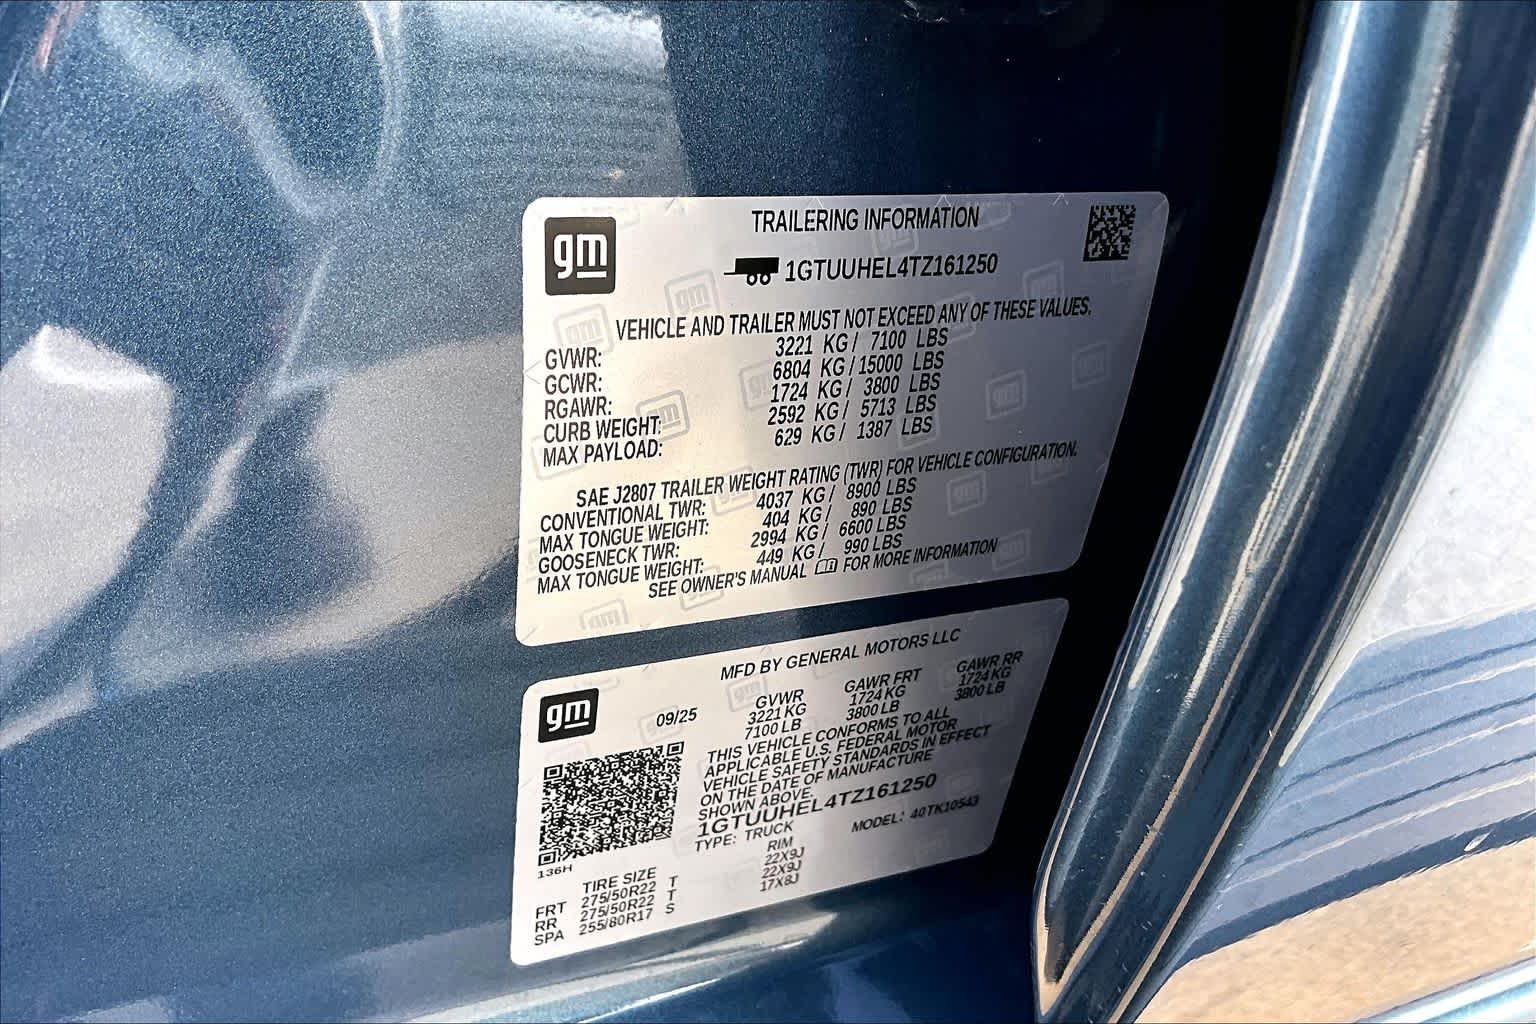 gm
TRAILERING INFORMATION
1GTUUHEL4TZ161250
VEHICLE AND TRAILER MUST NOT EXCEED ANY OF THESE VALUES.
GVWR: 3221 KG/ 7100 LBS
GCWR: 6804 KG/15000 LBS
RGAWR: 1724 KG/ 3800 LBS
CURB WEIGHT: 2592 KG/ 5713 LBS
MAX PAYLOAD: 629 KG/ 1387 LBS
SAE J2807 TRAILER WEIGHT RATING (TWR) FOR VEHICLE CONFIGURATION.
CONVENTIONAL TWR: 4037 KG/ 8900 LBS
MAX TONGUE WEIGHT: 404 KG/ 890 LBS
GOOSENECK TWR: 2994 KG/ 6600 LBS
MAX TONGUE WEIGHT: 449 KG/ 990 LBS
SEE OWNER'S MANUAL FOR MORE INFORMATION
gm
MFD BY GENERAL MOTORS LLC
09/25
GVWR GAWR FRT GAWR RR
3221 KG 1724 KG 1724 KG
7100 LB 3800 LB 3800 LB
THIS VEHICLE CONFORMS TO ALL
APPLICABLE U.S. FEDERAL MOTOR
VEHICLE SAFETY STANDARDS IN EFFECT
ON THE DATE OF MANUFACTURE
SHOWN ABOVE.
1GTUUHEL4TZ161250
TYPE: TRUCK MODEL: 40TK10543
136H
TIRE SIZE RIM
FRT 275/50R22 T 22X9J
RR 275/50R22 T 22X9J
SPA 255/80R17 S 17X8J